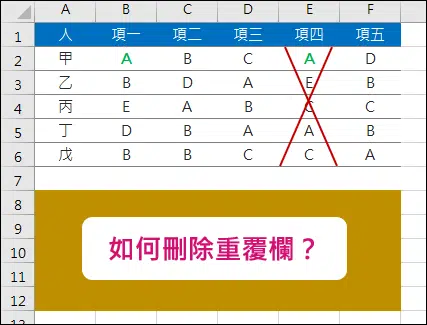 A B C D E F
1 人 項一 項二 項三 項四 項五
2 甲 A B C A D
3 乙 B D A E B
4 丙 E A B C C
5 丁 D B A A B
6 戊 B B C C A
7
8
9
10 如何刪除重覆欄？
11
12
13